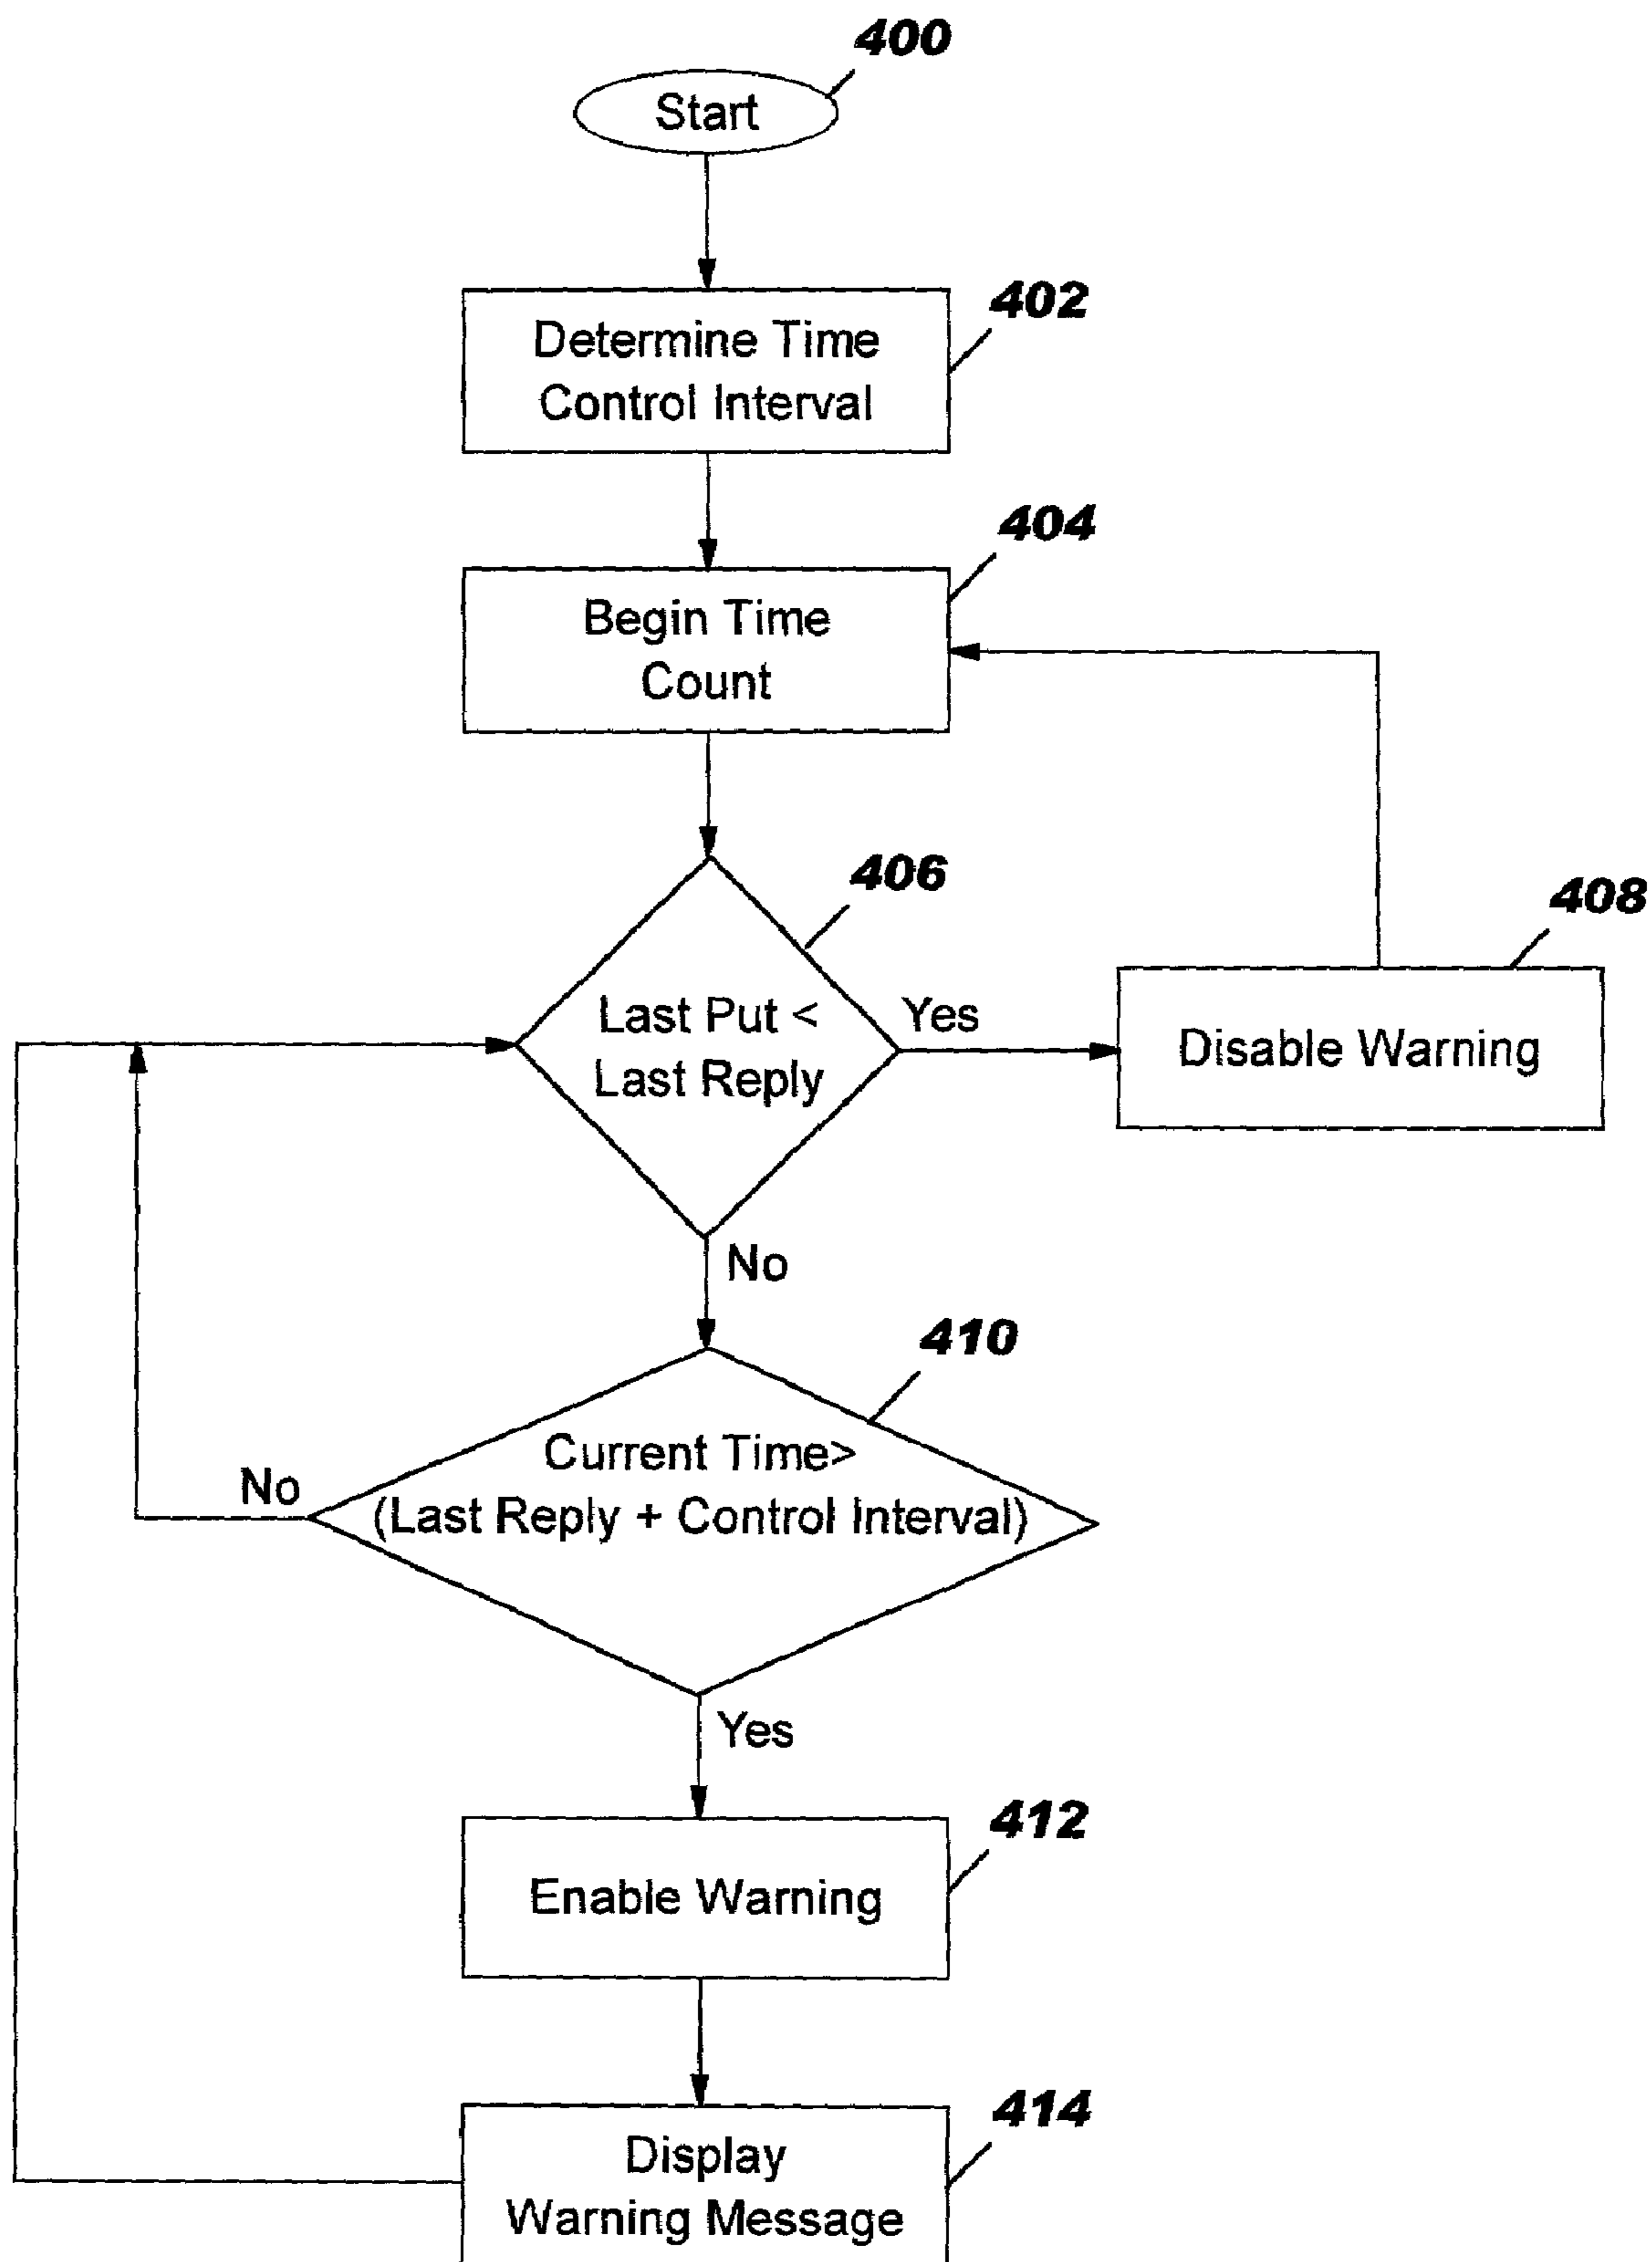 400
Start
402
Determine Time
Control Interval
404
Begin Time
Count
406
408
Last Put <
Last Reply
Yes
Disable Warning
No
410
Current Time>
(Last Reply + Control Interval)
No
Yes
412
Enable Warning
414
Display
Warning Message